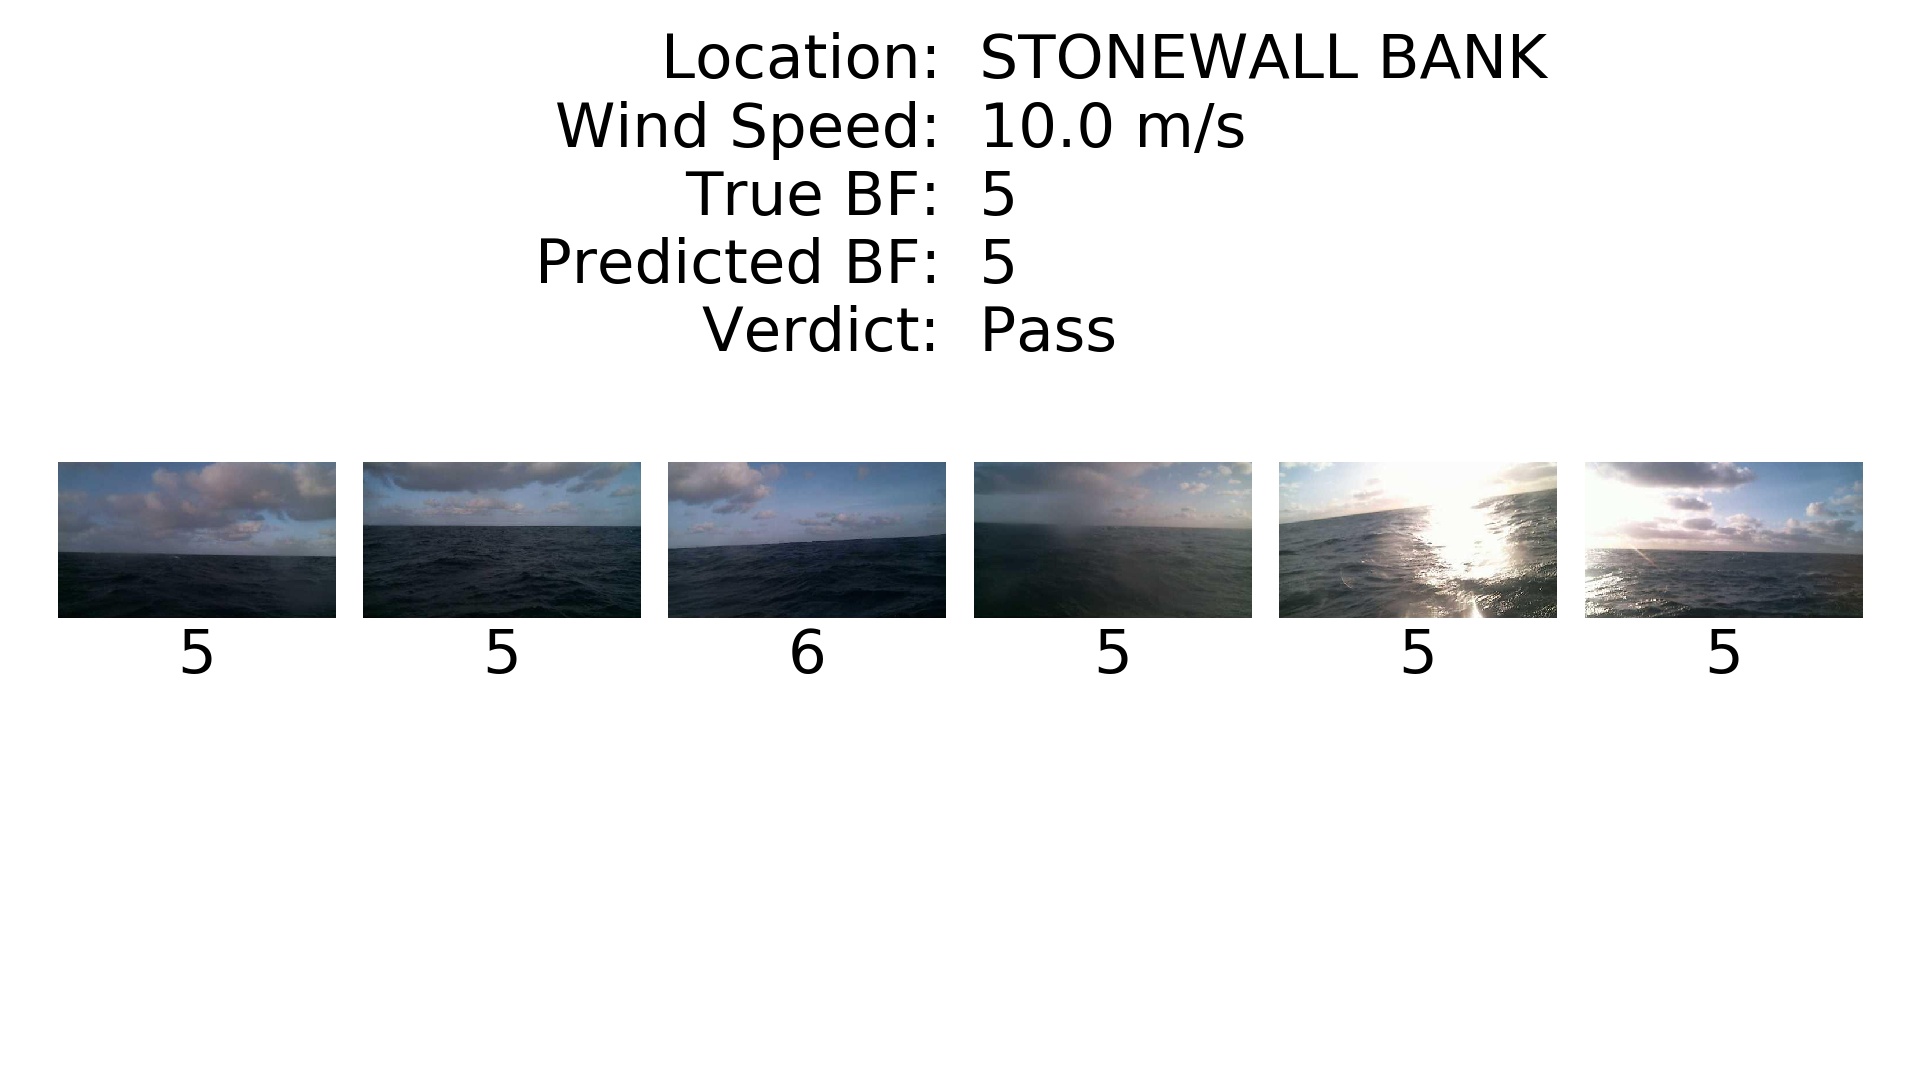 Location: STONEWALL BANK
Wind Speed: 10.0 m/s
True BF: 5
Predicted BF: 5
Verdict: Pass
5 5 6 5 5 5